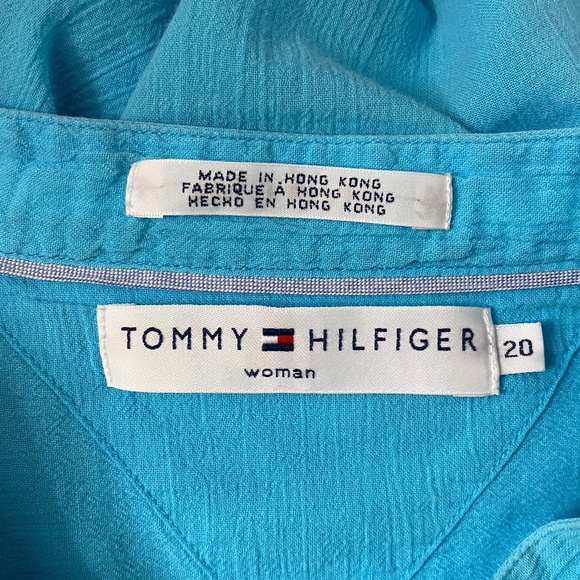 MADE IN HONG KONG
FABRIQUE À HONG KONG
HECHO EN HONG KONG
TOMMY HILFIGER
woman
20